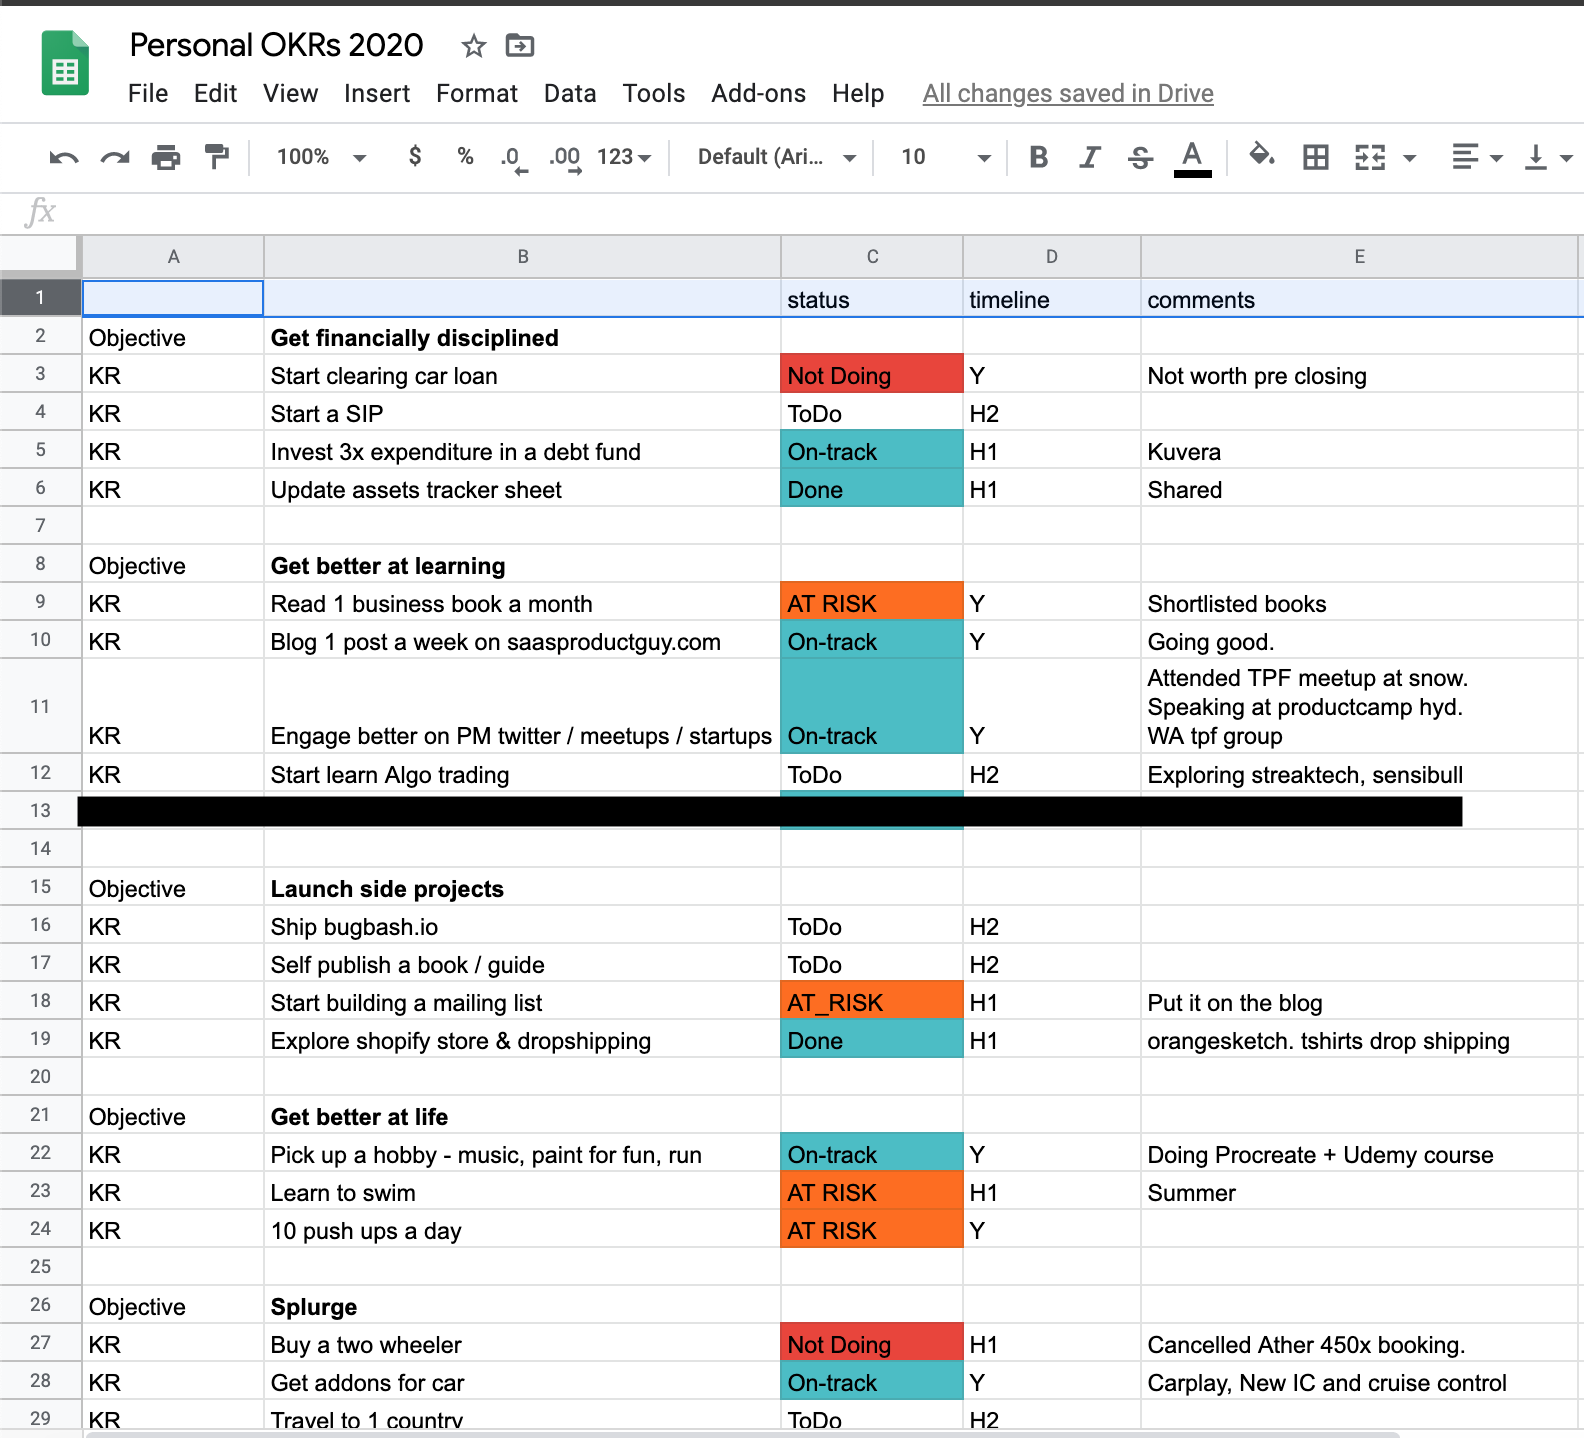 Personal OKRs 2020
File Edit View Insert Format Data Tools Add-ons Help All changes saved in Drive
100% $ % .0 .00 123 Default (Ari... 10 B I S A
fx
A B C D E
1 status timeline comments
2 Objective Get financially disciplined
3 KR Start clearing car loan Not Doing Y Not worth pre closing
4 KR Start a SIP ToDo H2
5 KR Invest 3x expenditure in a debt fund On-track H1 Kuvera
6 KR Update assets tracker sheet Done H1 Shared
7
8 Objective Get better at learning
9 KR Read 1 business book a month AT RISK Y Shortlisted books
10 KR Blog 1 post a week on saasproductguy.com On-track Y Going good.
Attended TPF meetup at snow.
11 Speaking at productcamp hyd.
KR Engage better on PM twitter / meetups / startups On-track Y WA tpf group
12 KR Start learn Algo trading ToDo H2 Exploring streaktech, sensibull
13
14
15 Objective Launch side projects
16 KR Ship bugbash.io ToDo H2
17 KR Self publish a book / guide ToDo H2
18 KR Start building a mailing list AT_RISK H1 Put it on the blog
19 KR Explore shopify store & dropshipping Done H1 orangesketch. tshirts drop shipping
20
21 Objective Get better at life
22 KR Pick up a hobby - music, paint for fun, run On-track Y Doing Procreate + Udemy course
23 KR Learn to swim AT RISK H1 Summer
24 KR 10 push ups a day AT RISK Y
25
26 Objective Splurge
27 KR Buy a two wheeler Not Doing H1 Cancelled Ather 450x booking.
28 KR Get addons for car On-track Y Carplay, New IC and cruise control
29 KR Travel to 1 country ToDo H2